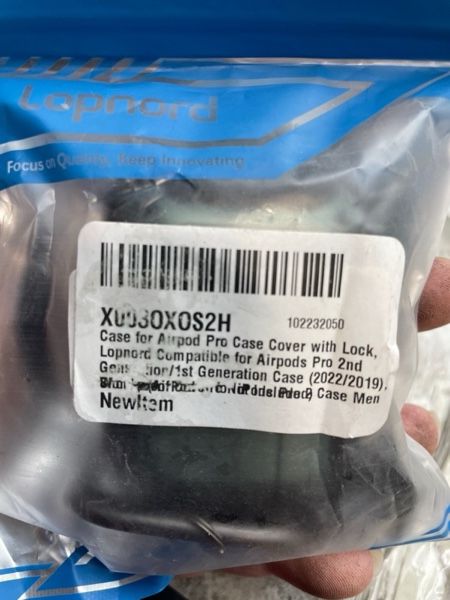 Lopnord
Focus on Quality, Keep Innovating
102232050
Case for Airpod Pro Case Cover with Lock,
Lopnord Compatible for Airpods Pro 2nd
Generation/1st Generation Case (2022/2019).
Case Men
NewItem